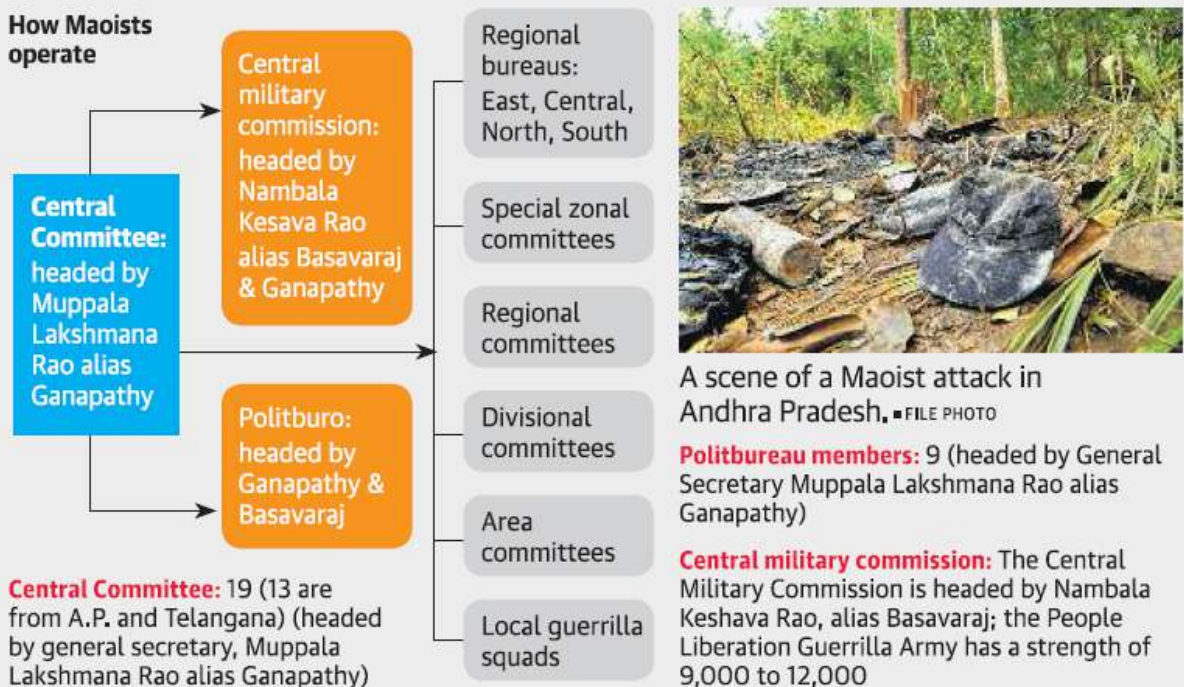 How Maoists
operate
Central
Committee:
headed by
Muppala
Lakshmana
Rao alias
Ganapathy
Central
military
commission:
headed by
Nambala
Kesava Rao
alias Basavaraj
& Ganapathy
Politburo:
headed by
Ganapathy &
Basavaraj
Regional
bureaus:
East, Central,
North, South
Special zonal
committees
Regional
committees
Divisional
committees
Area
committees
Local guerrilla
squads
Central Committee: 19 (13 are
from A.P. and Telangana) (headed
by general secretary, Muppala
Lakshmana Rao alias Ganapathy)
A scene of a Maoist attack in
Andhra Pradesh. ▪FILE PHOTO
Politbureau members: 9 (headed by General
Secretary Muppala Lakshmana Rao alias
Ganapathy)
Central military commission: The Central
Military Commission is headed by Nambala
Keshava Rao, alias Basavaraj; the People
Liberation Guerrilla Army has a strength of
9,000 to 12,000